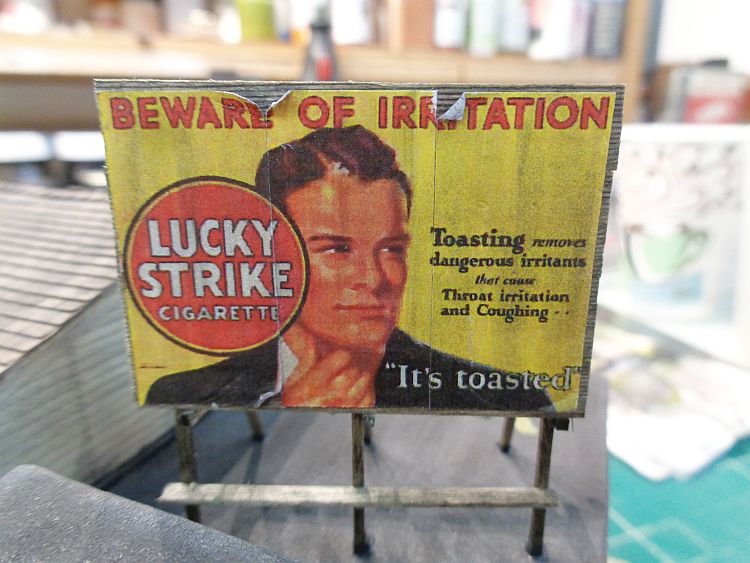 BEWARE OF IRRITATION
LUCKY
STRIKE
CIGARETTE
Toasting removes
dangerous irritants
that cause
Throat irritation
and Coughing - -
"It's toasted"